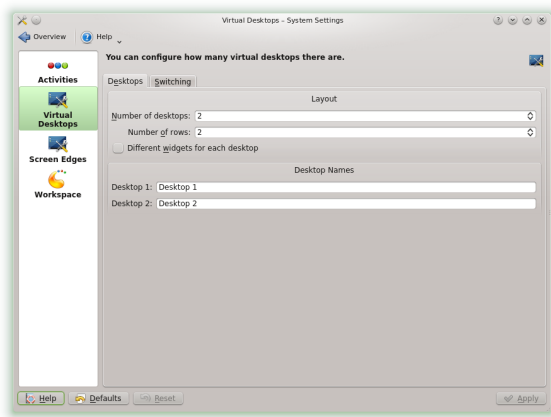 Virtual Desktops – System Settings
Overview Help
You can configure how many virtual desktops there are.
Activities
Virtual
Desktops
Screen Edges
Workspace
Desktops Switching
Layout
Number of desktops: 2
Number of rows: 2
Different widgets for each desktop
Desktop Names
Desktop 1: Desktop 1
Desktop 2: Desktop 2
Help Defaults Reset Apply